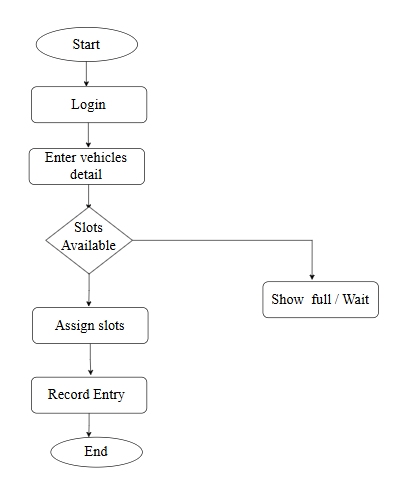 Start
Login
Enter vehicles
detail
Slots
Available
Show full / Wait
Assign slots
Record Entry
End